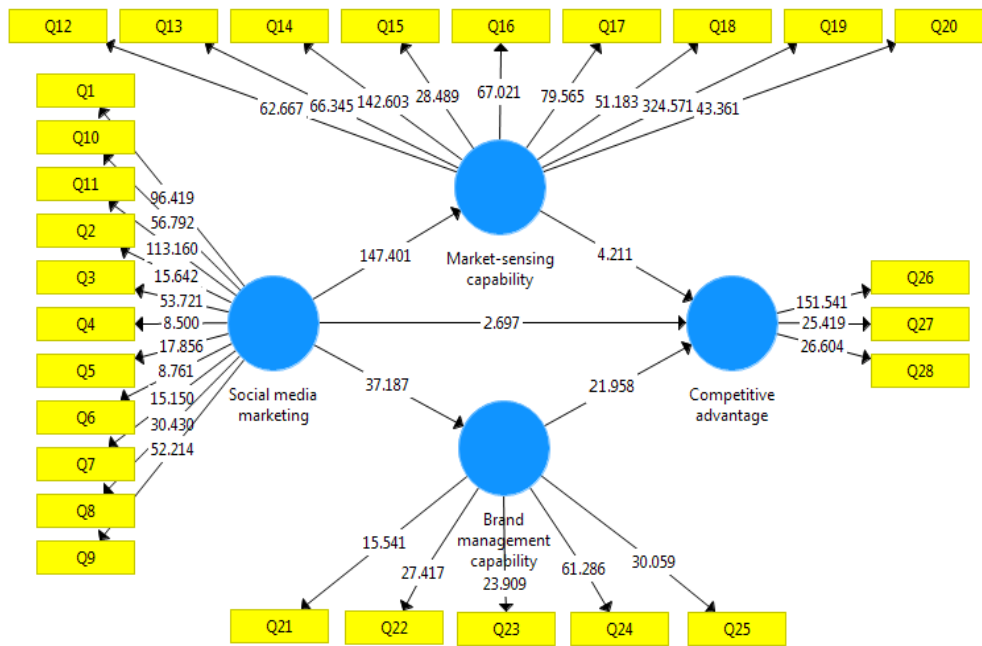 Q12 Q13 Q14 Q15 Q16 Q17 Q18 Q19 Q20
62.667 66.345 142.603 28.489 67.021 79.565 51.183 324.571 43.361
Q1
Q10
Q11
Q2
Q3
Q4
Q5
Q6
Q7
Q8
Q9
96.419
56.792
113.160
15.642
53.721
8.500
17.856
8.761
15.150
30.430
52.214
Social media
marketing
147.401
Market-sensing
capability
4.211
2.697
37.187
21.958
Brand
management
capability
Competitive
advantage
151.541
25.419
26.604
Q26
Q27
Q28
15.541
27.417
23.909
61.286
30.059
Q21 Q22 Q23 Q24 Q25